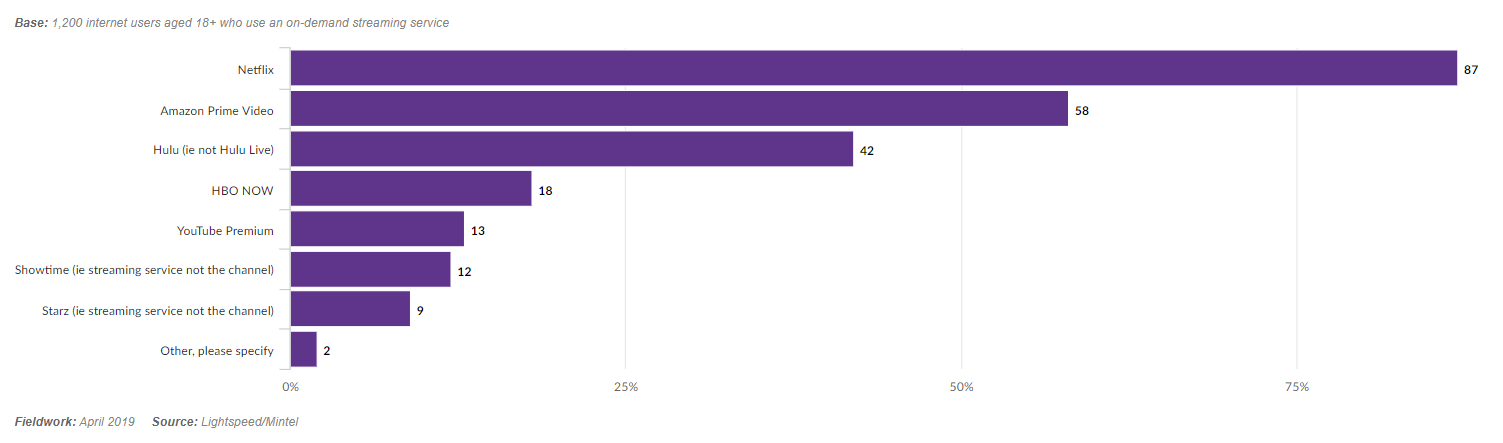 Base: 1,200 internet users aged 18+ who use an on-demand streaming service
Netflix 87
Amazon Prime Video 58
Hulu (ie not Hulu Live) 42
HBO NOW 18
YouTube Premium 13
Showtime (ie streaming service not the channel) 12
Starz (ie streaming service not the channel) 9
Other, please specify 2
0% 25% 50% 75%
Fieldwork: April 2019 Source: Lightspeed/Mintel